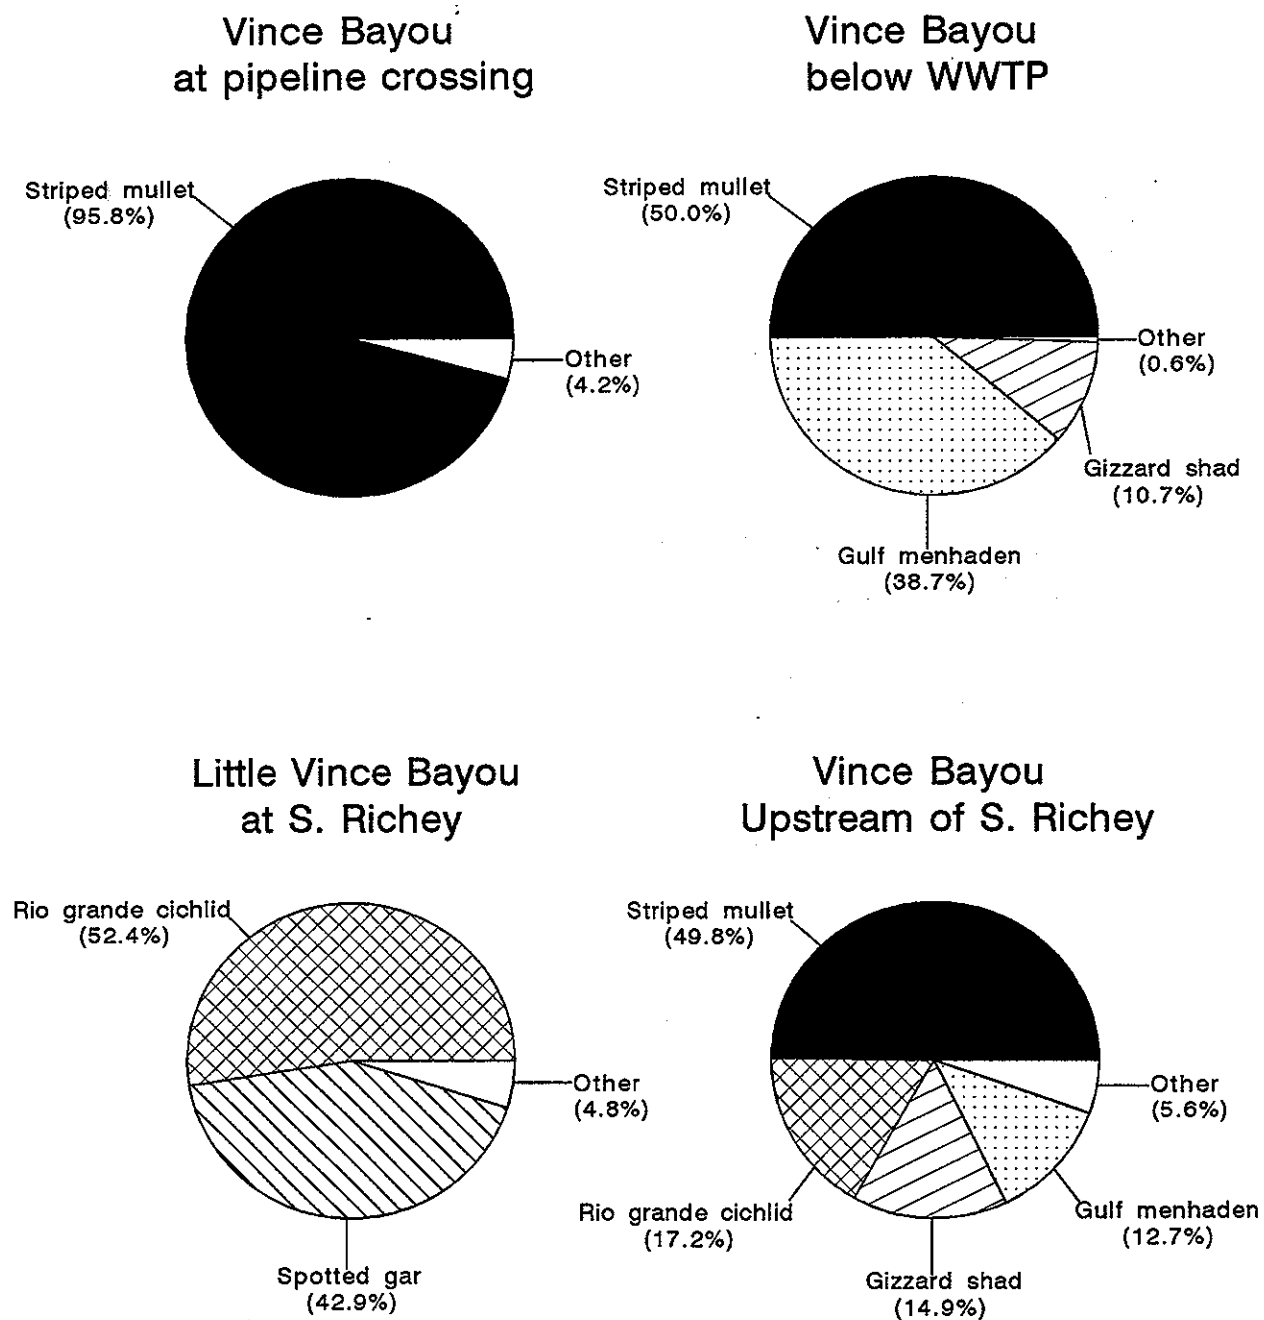 Vince Bayou
at pipeline crossing
Striped mullet
(95.8%)
Other
(4.2%)
Vince Bayou
below WWTP
Striped mullet
(50.0%)
Other
(0.6%)
Gizzard shad
(10.7%)
Gulf menhaden
(38.7%)
Little Vince Bayou
at S. Richey
Rio grande cichlid
(52.4%)
Other
(4.8%)
Spotted gar
(42.9%)
Vince Bayou
Upstream of S. Richey
Striped mullet
(49.8%)
Other
(5.6%)
Rio grande cichlid
(17.2%)
Gulf menhaden
(12.7%)
Gizzard shad
(14.9%)